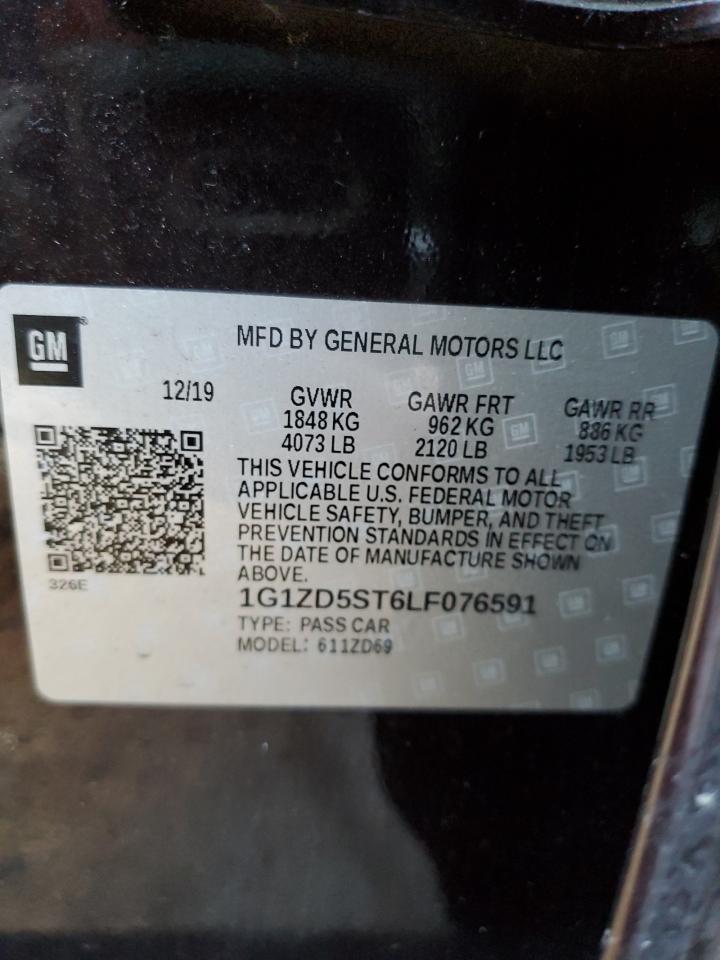 GM
MFD BY GENERAL MOTORS LLC
12/19
GVWR
1848 KG
4073 LB
GAWR FRT
962 KG
2120 LB
GAWR RR
886 KG
1953 LB
THIS VEHICLE CONFORMS TO ALL
APPLICABLE U.S. FEDERAL MOTOR
VEHICLE SAFETY, BUMPER, AND THEFT
PREVENTION STANDARDS IN EFFECT ON
THE DATE OF MANUFACTURE SHOWN
ABOVE.
326E
1G1ZD5ST6LF076591
TYPE: PASS CAR
MODEL: 611ZD69